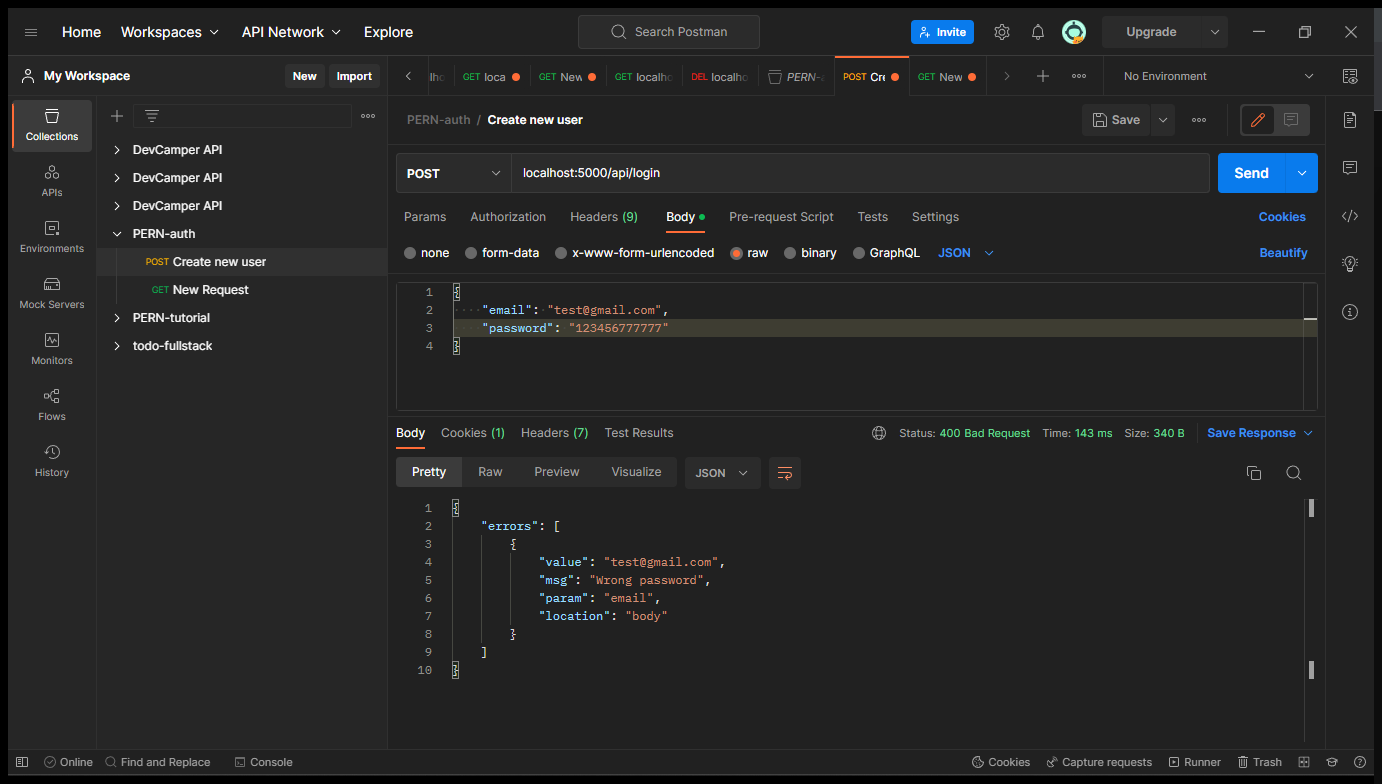 Home Workspaces API Network Explore Search Postman Invite Upgrade
My Workspace New Import
GET loca GET New GET localh DEL localho PERN-a POST Cre GET New No Environment
Collections
APIs
Environments
Mock Servers
Monitors
Flows
History
DevCamper API
DevCamper API
DevCamper API
PERN-auth
POST Create new user
GET New Request
PERN-tutorial
todo-fullstack
PERN-auth / Create new user Save
POST localhost:5000/api/login Send
Params Authorization Headers (9) Body Pre-request Script Tests Settings Cookies
none form-data x-www-form-urlencoded raw binary GraphQL JSON Beautify
1 {
2 "email": "test@gmail.com",
3 "password": "123456777777"
4 }
Body Cookies (1) Headers (7) Test Results Status: 400 Bad Request Time: 143 ms Size: 340 B Save Response
Pretty Raw Preview Visualize JSON
1 {
2 "errors": [
3 {
4 "value": "test@gmail.com",
5 "msg": "Wrong password",
6 "param": "email",
7 "location": "body"
8 }
9 ]
10 }
Online Find and Replace Console Cookies Capture requests Runner Trash